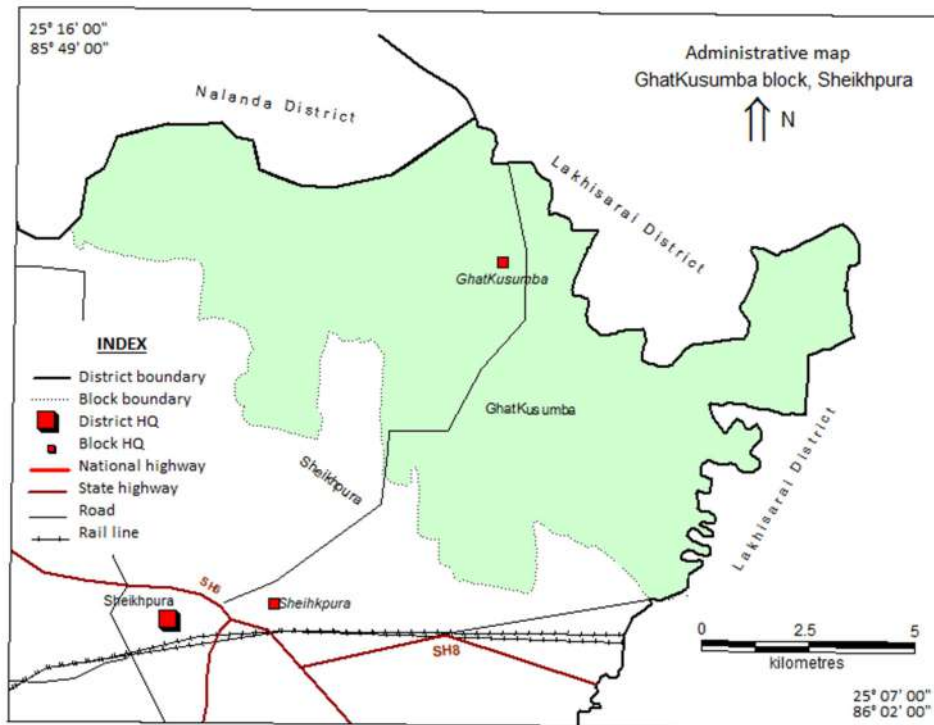 25° 16' 00"
85° 49' 00"
Administrative map
GhatKusumba block, Sheikhpura
N
Nalanda District
Lakhisarai District
GhatKusumba
INDEX
District boundary
Block boundary
District HQ
Block HQ
National highway
State highway
Road
Rail line
GhatKusumba
Sheikhpura
Lakhisarai District
SH6
Sheikhpura
Sheihkpura
SH8
0 2.5 5
kilometres
25° 07' 00"
86° 02' 00"